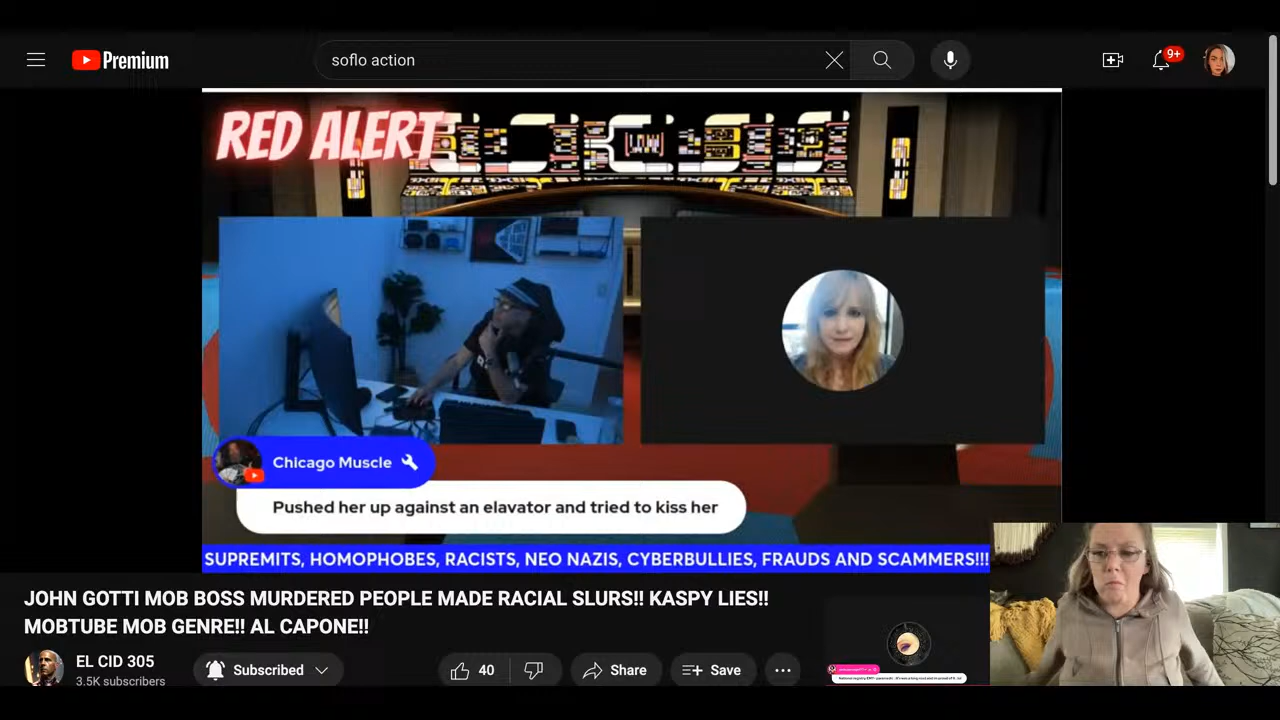 Premium
soflo action
9+
RED ALERT
Chicago Muscle
Pushed her up against an elavator and tried to kiss her
SUPREMITS, HOMOPHOBES, RACISTS, NEO NAZIS, CYBERBULLIES, FRAUDS AND SCAMMERS!!!
JOHN GOTTI MOB BOSS MURDERED PEOPLE MADE RACIAL SLURS!! KASPY LIES!!
MOBTUBE MOB GENRE!! AL CAPONE!!
EL CID 305
3.5K subscribers
Subscribed
40
Share
Save